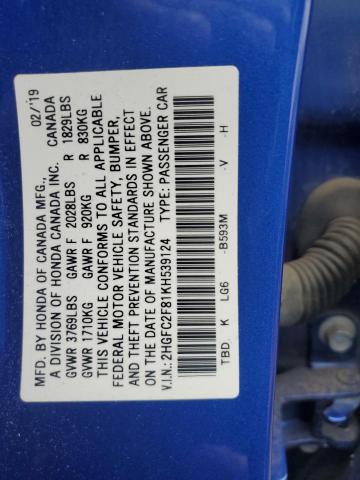 MFD. BY HONDA OF CANADA MFG., 02/'19
A DIVISION OF HONDA CANADA INC. CANADA
GVWR 3769LBS GAWR F 2028LBS R 1829LBS
GVWR 1710KG GAWR F 920KG R 830KG
THIS VEHICLE CONFORMS TO ALL APPLICABLE
FEDERAL MOTOR VEHICLE SAFETY, BUMPER,
AND THEFT PREVENTION STANDARDS IN EFFECT
ON THE DATE OF MANUFACTURE SHOWN ABOVE.
V.I.N.: 2HGFC2F81KH539124 TYPE: PASSENGER CAR
TBD K LG6 -B593M -V -H